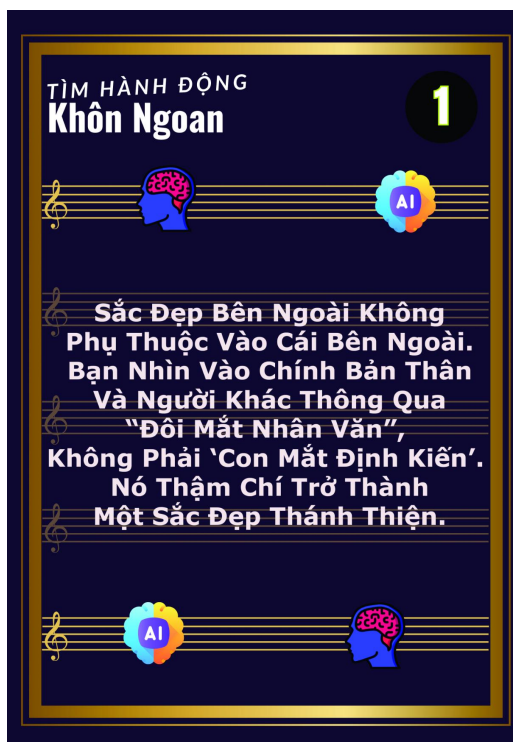 TÌM HÀNH ĐỘNG
Khôn Ngoan
1
AI
Sắc Đẹp Bên Ngoài Không
Phụ Thuộc Vào Cái Bên Ngoài.
Bạn Nhìn Vào Chính Bản Thân
Và Người Khác Thông Qua
“Đôi Mắt Nhân Văn”,
Không Phải ‘Con Mắt Định Kiến’.
Nó Thậm Chí Trở Thành
Một Sắc Đẹp Thánh Thiện.
AI